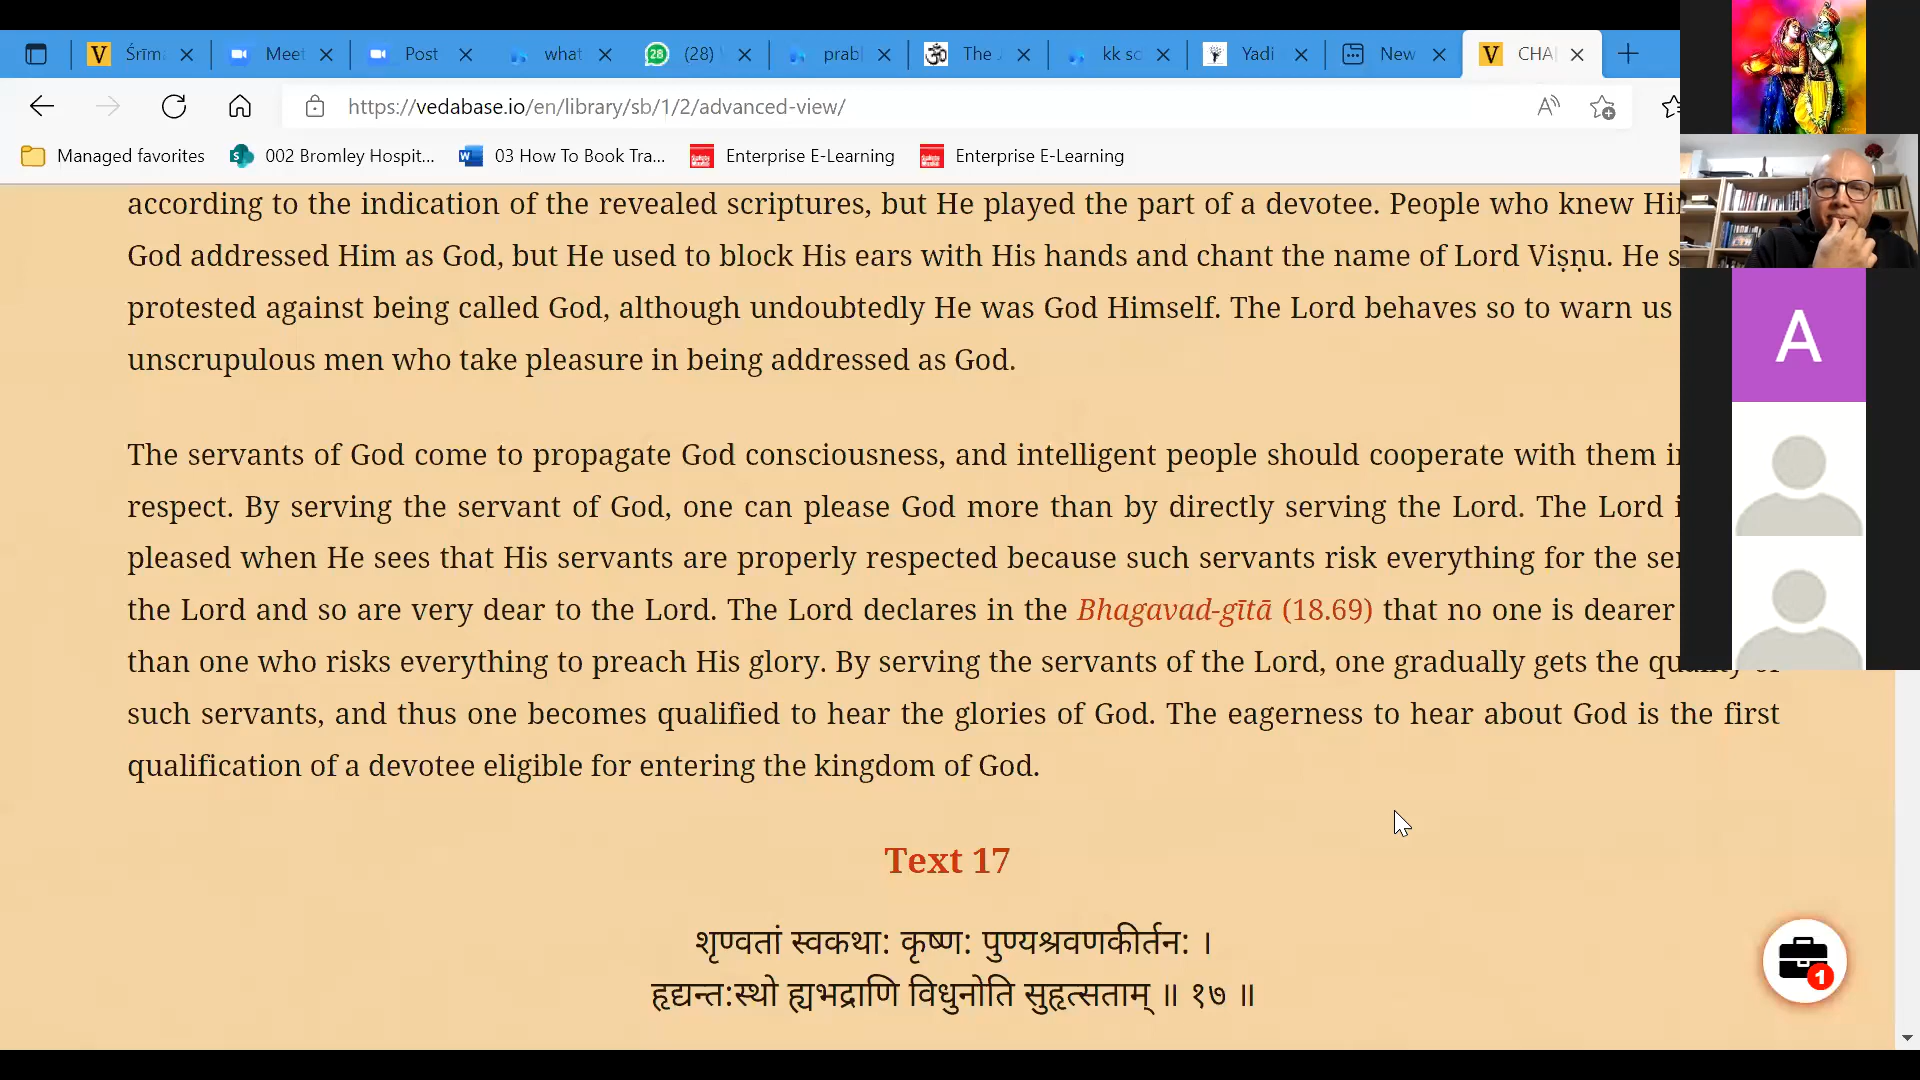 Śrīm
Meet
Post
what
28
(28)
prabl
The
kk sc
Yadi
New
CHA
https://vedabase.io/en/library/sb/1/2/advanced-view/
Managed favorites
002 Bromley Hospit...
03 How To Book Tra...
Enterprise E-Learning
Enterprise E-Learning
according to the indication of the revealed scriptures, but He played the part of a devotee. People who knew
God addressed Him as God, but He used to block His ears with His hands and chant the name of Lord Viṣṇu. He
protested against being called God, although undoubtedly He was God Himself. The Lord behaves so to warn us
unscrupulous men who take pleasure in being addressed as God.
The servants of God come to propagate God consciousness, and intelligent people should cooperate with them
respect. By serving the servant of God, one can please God more than by directly serving the Lord. The Lord
pleased when He sees that His servants are properly respected because such servants risk everything for the
the Lord and so are very dear to the Lord. The Lord declares in the Bhagavad-gītā (18.69) that no one is dearer
than one who risks everything to preach His glory. By serving the servants of the Lord, one gradually gets the
such servants, and thus one becomes qualified to hear the glories of God. The eagerness to hear about God is the first
qualification of a devotee eligible for entering the kingdom of God.
Text 17
श‍ृण्वतां स्वकथा: कृष्ण: पुण्यश्रवणकीर्तन: ।
हृद्यन्त:स्थो ह्यभद्राणि विधुनोति सुहृत्सताम् ॥ १७ ॥
A
1